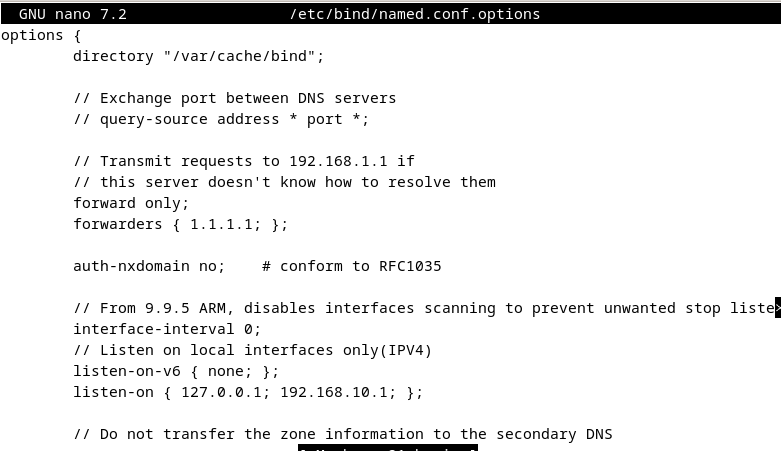 GNU nano 7.2 /etc/bind/named.conf.options
options {
directory "/var/cache/bind";
// Exchange port between DNS servers
// query-source address * port *;
// Transmit requests to 192.168.1.1 if
// this server doesn't know how to resolve them
forward only;
forwarders { 1.1.1.1; };
auth-nxdomain no; # conform to RFC1035
// From 9.9.5 ARM, disables interfaces scanning to prevent unwanted stop liste>
interface-interval 0;
// Listen on local interfaces only(IPV4)
listen-on-v6 { none; };
listen-on { 127.0.0.1; 192.168.10.1; };
// Do not transfer the zone information to the secondary DNS